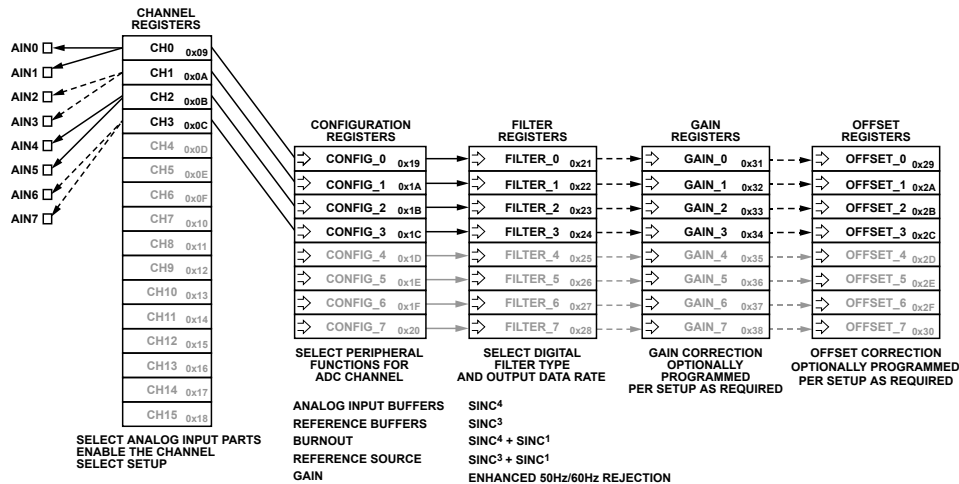 CHANNEL
REGISTERS
AIN0
AIN1
AIN2
AIN3
AIN4
AIN5
AIN6
AIN7
CH0 0x09
CH1 0x0A
CH2 0x0B
CH3 0x0C
CH4 0x0D
CH5 0x0E
CH6 0x0F
CH7 0x10
CH8 0x11
CH9 0x12
CH10 0x13
CH11 0x14
CH12 0x15
CH13 0x16
CH14 0x17
CH15 0x18
SELECT ANALOG INPUT PARTS
ENABLE THE CHANNEL
SELECT SETUP
CONFIGURATION
REGISTERS
CONFIG_0 0x19
CONFIG_1 0x1A
CONFIG_2 0x1B
CONFIG_3 0x1C
CONFIG_4 0x1D
CONFIG_5 0x1E
CONFIG_6 0x1F
CONFIG_7 0x20
SELECT PERIPHERAL
FUNCTIONS FOR
ADC CHANNEL
ANALOG INPUT BUFFERS
REFERENCE BUFFERS
BURNOUT
REFERENCE SOURCE
GAIN
FILTER
REGISTERS
FILTER_0 0x21
FILTER_1 0x22
FILTER_2 0x23
FILTER_3 0x24
FILTER_4 0x25
FILTER_5 0x26
FILTER_6 0x27
FILTER_7 0x28
SELECT DIGITAL
FILTER TYPE
AND OUTPUT DATA RATE
SINC⁴
SINC³
SINC⁴ + SINC¹
SINC³ + SINC¹
ENHANCED 50Hz/60Hz REJECTION
GAIN
REGISTERS
GAIN_0 0x31
GAIN_1 0x32
GAIN_2 0x33
GAIN_3 0x34
GAIN_4 0x35
GAIN_5 0x36
GAIN_6 0x37
GAIN_7 0x38
GAIN CORRECTION
OPTIONALLY
PROGRAMMED
PER SETUP AS REQUIRED
OFFSET
REGISTERS
OFFSET_0 0x29
OFFSET_1 0x2A
OFFSET_2 0x2B
OFFSET_3 0x2C
OFFSET_4 0x2D
OFFSET_5 0x2E
OFFSET_6 0x2F
OFFSET_7 0x30
OFFSET CORRECTION
OPTIONALLY PROGRAMMED
PER SETUP AS REQUIRED